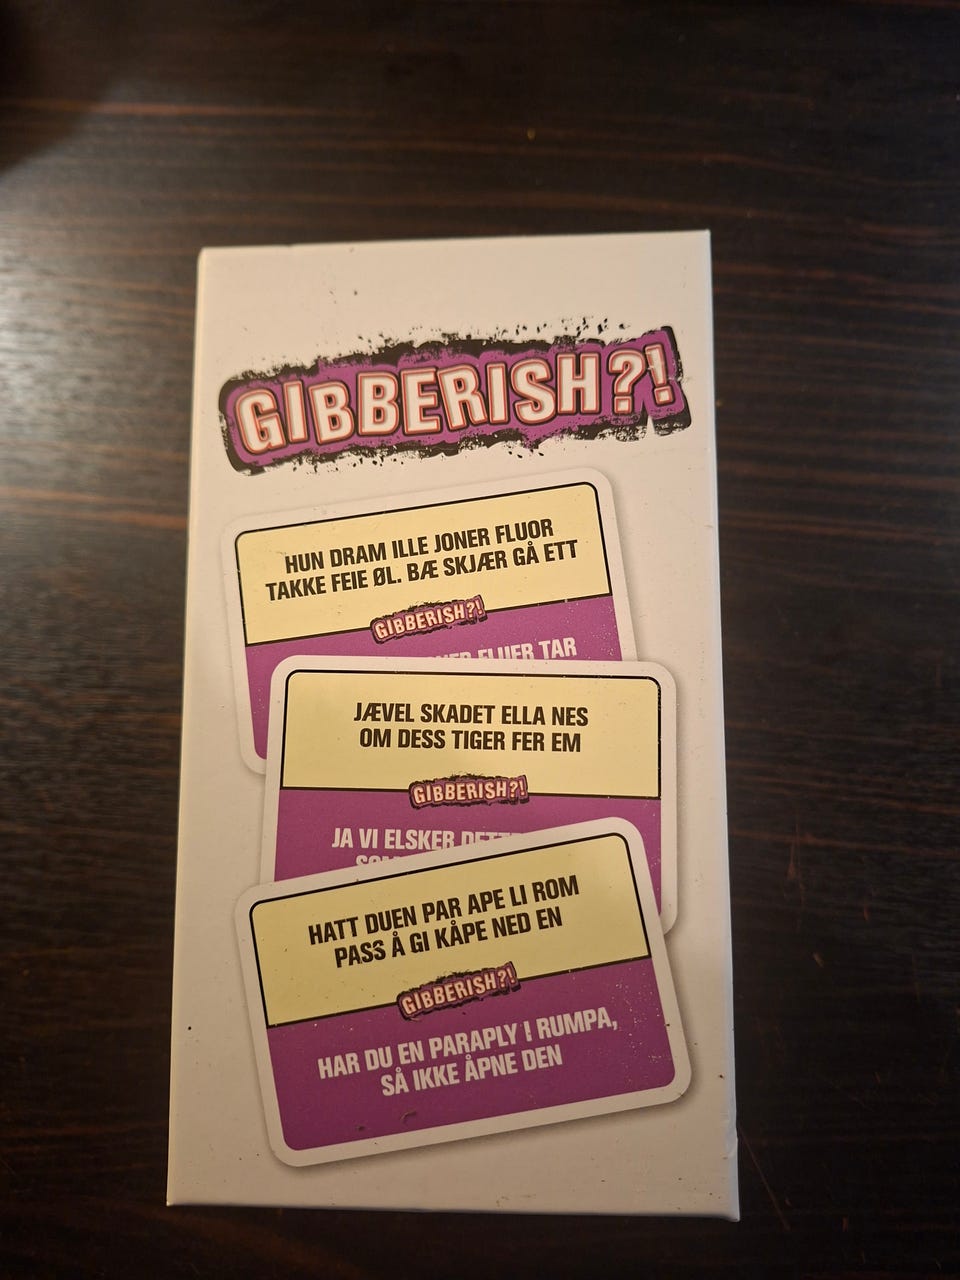 GIBBERISH?!
HUN DRAM ILLE JONER FLUOR
TAKKE FEIE ØL. BÆ SKJÆR GÅ ETT
GIBBERISH?!
FLUER TAR
JÆVEL SKADET ELLA NES
OM DESS TIGER FER EM
GIBBERISH?!
JA VI ELSKER
HATT DUEN PAR APE LI ROM
PASS Å GI KÅPE NED EN
GIBBERISH?!
HAR DU EN PARAPLY I RUMPA,
SÅ IKKE ÅPNE DEN